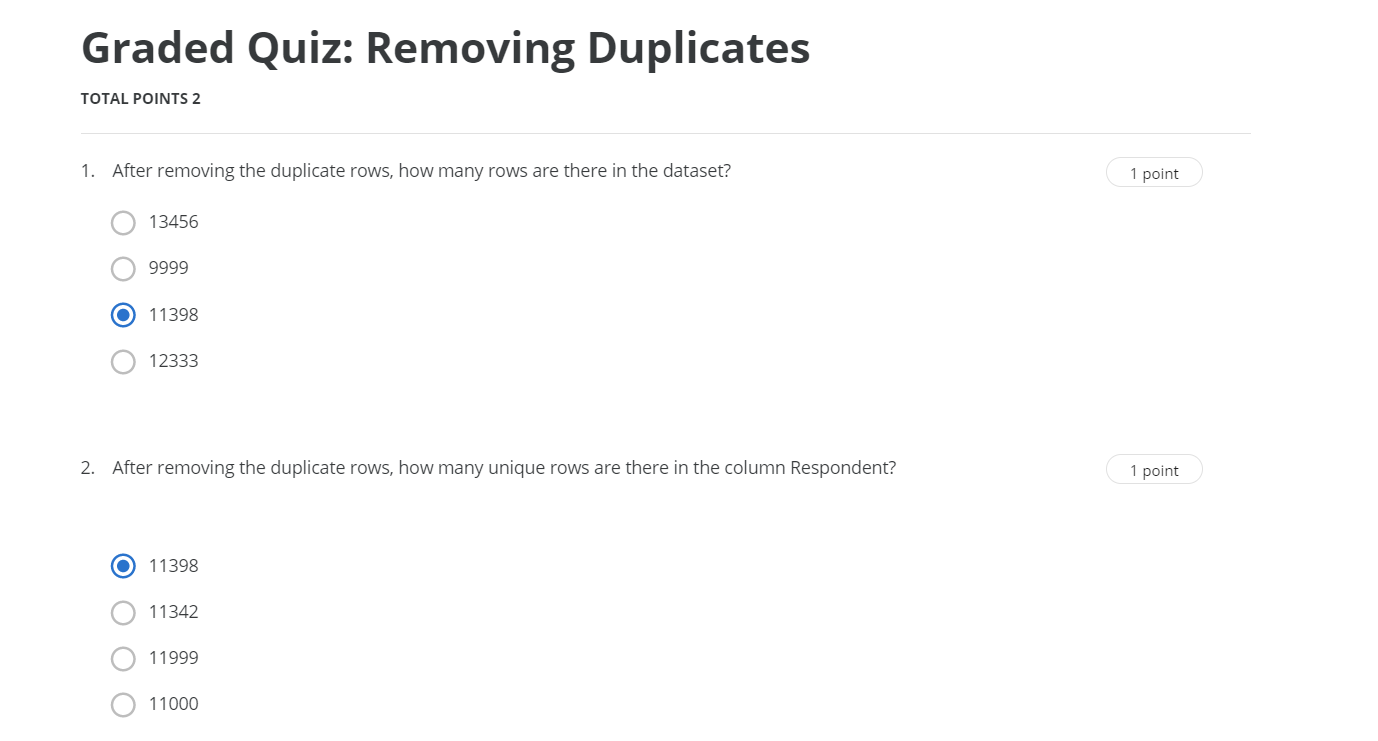 Graded Quiz: Removing Duplicates
TOTAL POINTS 2
1. After removing the duplicate rows, how many rows are there in the dataset?
1 point
13456
9999
11398
12333
2. After removing the duplicate rows, how many unique rows are there in the column Respondent?
1 point
11398
11342
11999
11000